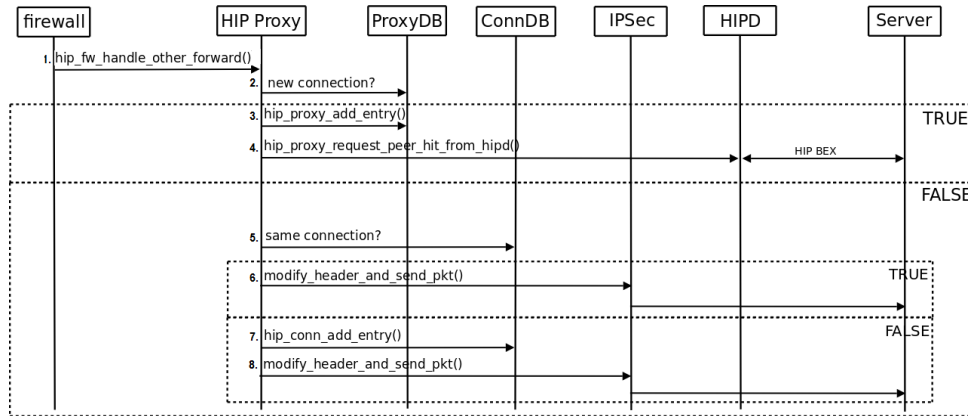 firewall
HIP Proxy
ProxyDB
ConnDB
IPSec
HIPD
Server
1. hip_fw_handle_other_forward()
2. new connection?
3. hip_proxy_add_entry()
TRUE
4. hip_proxy_request_peer_hit_from_hipd()
HIP BEX
FALSE
5. same connection?
6. modify_header_and_send_pkt()
TRUE
FALSE
7. hip_conn_add_entry()
8. modify_header_and_send_pkt()